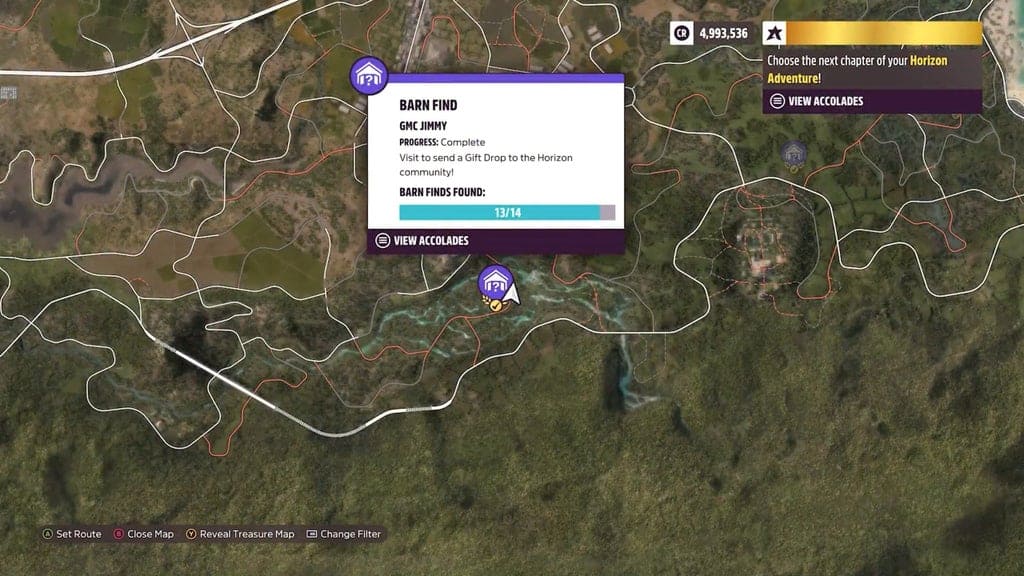 CR 4,993,536
Choose the next chapter of your Horizon
Adventure!
VIEW ACCOLADES
BARN FIND
GMC JIMMY
PROGRESS: Complete
Visit to send a Gift Drop to the Horizon
community!
BARN FINDS FOUND:
13/14
VIEW ACCOLADES
A Set Route B Close Map Y Reveal Treasure Map Change Filter